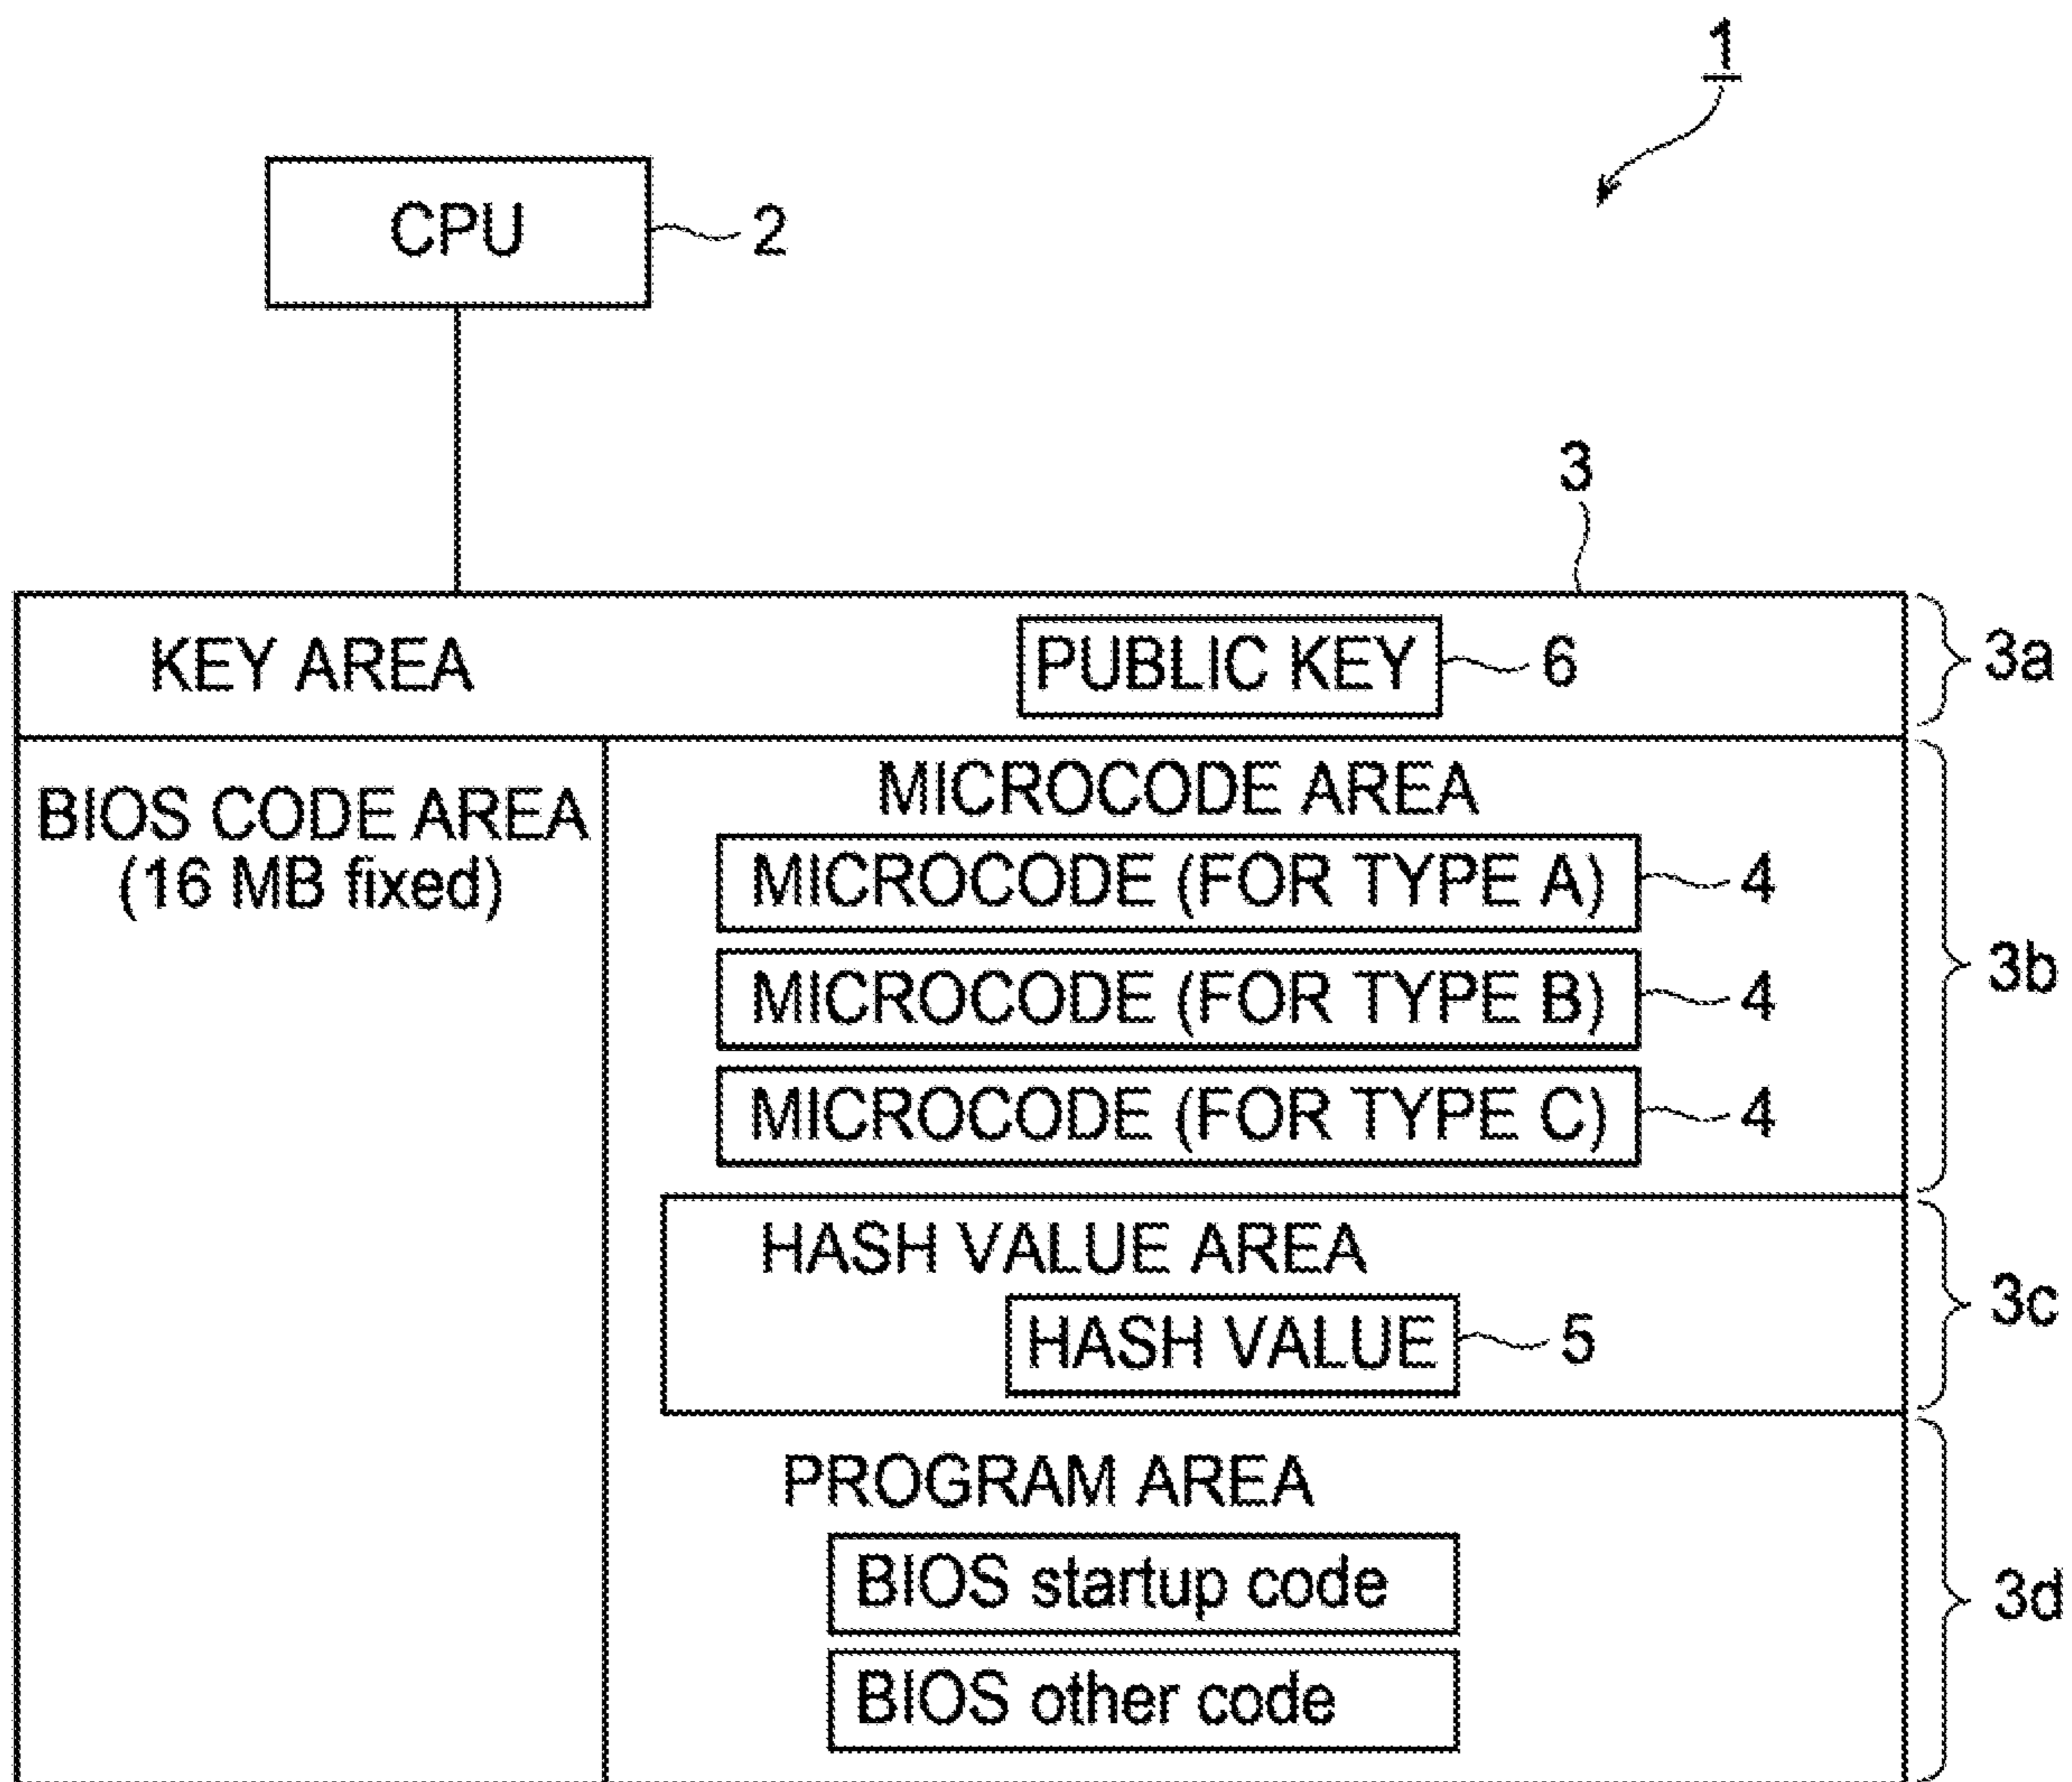 1
CPU
2
3
KEY AREA
PUBLIC KEY
6
3a
BIOS CODE AREA
(16 MB fixed)
MICROCODE AREA
MICROCODE (FOR TYPE A)
4
MICROCODE (FOR TYPE B)
4
MICROCODE (FOR TYPE C)
4
3b
HASH VALUE AREA
HASH VALUE
5
3c
PROGRAM AREA
BIOS startup code
BIOS other code
3d